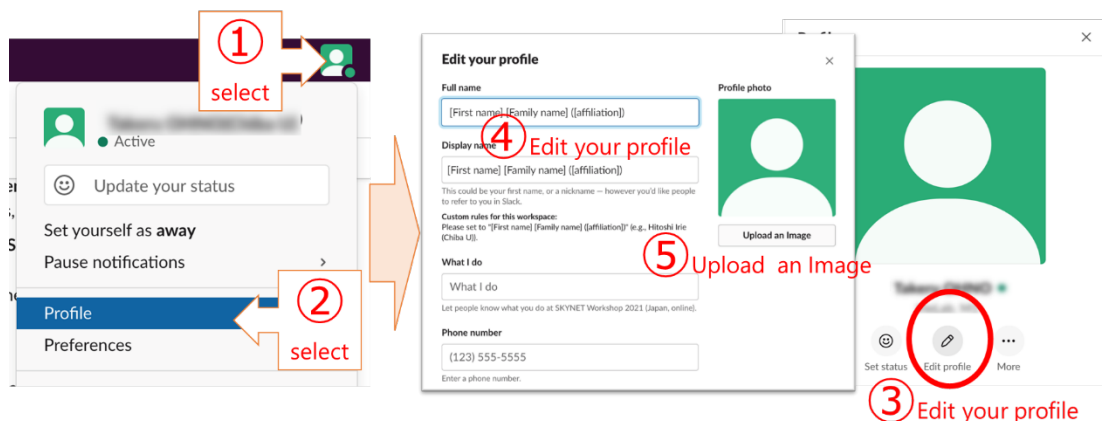 ①
select
Active
Update your status
Set yourself as away
Pause notifications
Profile
Preferences
②
select
Edit your profile
Full name
[First name] [Family name] ([affiliation])
④ Edit your profile
Display name
[First name] [Family name] ([affiliation])
This could be your first name, or a nickname — however you'd like people
to refer to you in Slack.
Custom rules for this workspace:
Please set to "[First name] [Family name] ([affiliation])" (e.g., Hitoshi Irie
(Chiba U)).
What I do
What I do
Let people know what you do at SKYNET Workshop 2021 (Japan, online).
Phone number
(123) 555-5555
Enter a phone number.
Profile photo
Upload an Image
⑤ Upload an Image
Set status
Edit profile
More
③ Edit your profile